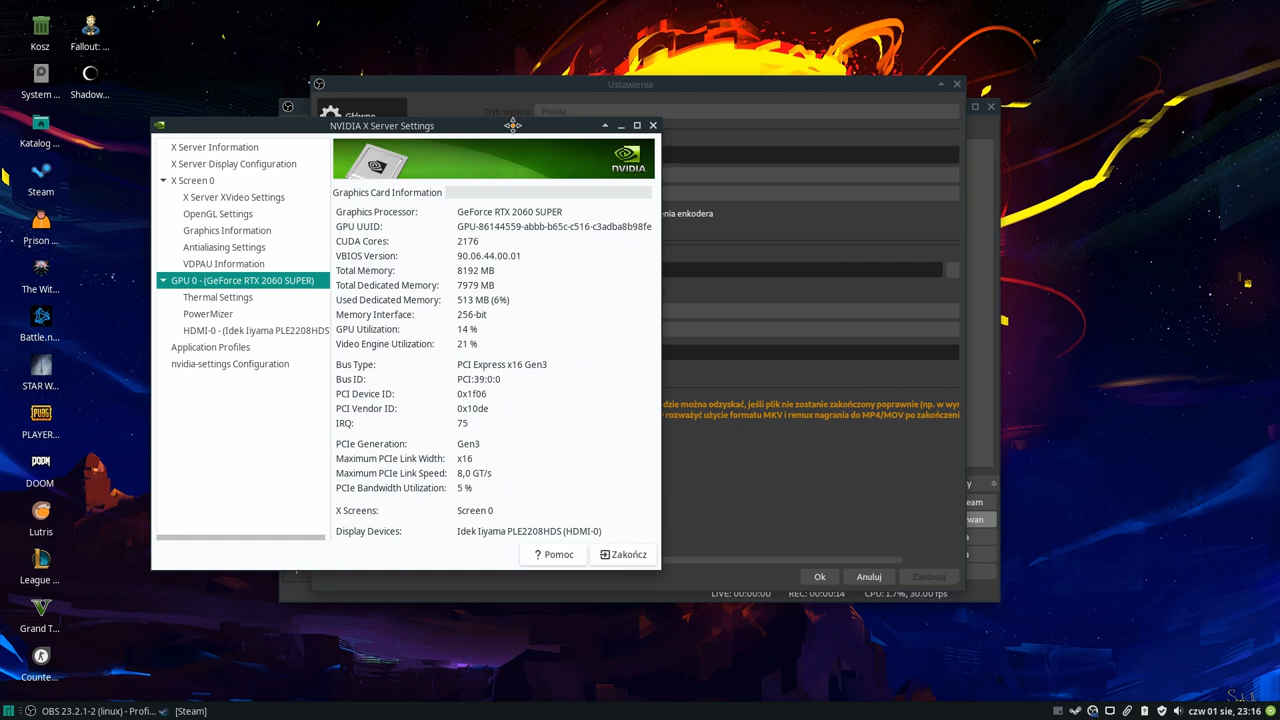 Kosz
Fallout: ...
System ...
Shadow...
Katalog ...
Steam
Prison ...
The Wit...
Battle.n...
STAR W...
PLAYER...
DOOM
Lutris
League ...
Grand T...
Counte...
Ustawienia
Tryb wyjścia
Proste
Główne
NVIDIA X Server Settings
X Server Information
X Server Display Configuration
X Screen 0
X Server XVideo Settings
OpenGL Settings
Graphics Information
Antialiasing Settings
VDPAU Information
GPU 0 - (GeForce RTX 2060 SUPER)
Thermal Settings
PowerMizer
HDMI-0 - (Idek Iiyama PLE2208HDS
Application Profiles
nvidia-settings Configuration
NVIDIA
Graphics Card Information
Graphics Processor: GeForce RTX 2060 SUPER
GPU UUID: GPU-86144559-abbb-b65c-c516-c3adba8b98fe
CUDA Cores: 2176
VBIOS Version: 90.06.44.00.01
Total Memory: 8192 MB
Total Dedicated Memory: 7979 MB
Used Dedicated Memory: 513 MB (6%)
Memory Interface: 256-bit
GPU Utilization: 14 %
Video Engine Utilization: 21 %
Bus Type: PCI Express x16 Gen3
Bus ID: PCI:39:0:0
PCI Device ID: 0x1f06
PCI Vendor ID: 0x10de
IRQ: 75
PCIe Generation: Gen3
Maximum PCIe Link Width: x16
Maximum PCIe Link Speed: 8,0 GT/s
PCIe Bandwidth Utilization: 5 %
X Screens: Screen 0
Display Devices: Idek Iiyama PLE2208HDS (HDMI-0)
? Pomoc
Zakończ
enia enkodera
dzie można odzyskać, jeśli plik nie zostanie zakończony poprawnie (np. w wyn
rozważyć użycie formatu MKV i remux nagrania do MP4/MOV po zakończeni
y
eam
wan
a
Ok
Anuluj
Zastosuj
LIVE: 00:00:00
REC: 00:00:14
CPU: 1.7%, 30.00 fps
OBS 23.2.1-2 (linux) - Profi...
[Steam]
czw 01 sie, 23:16